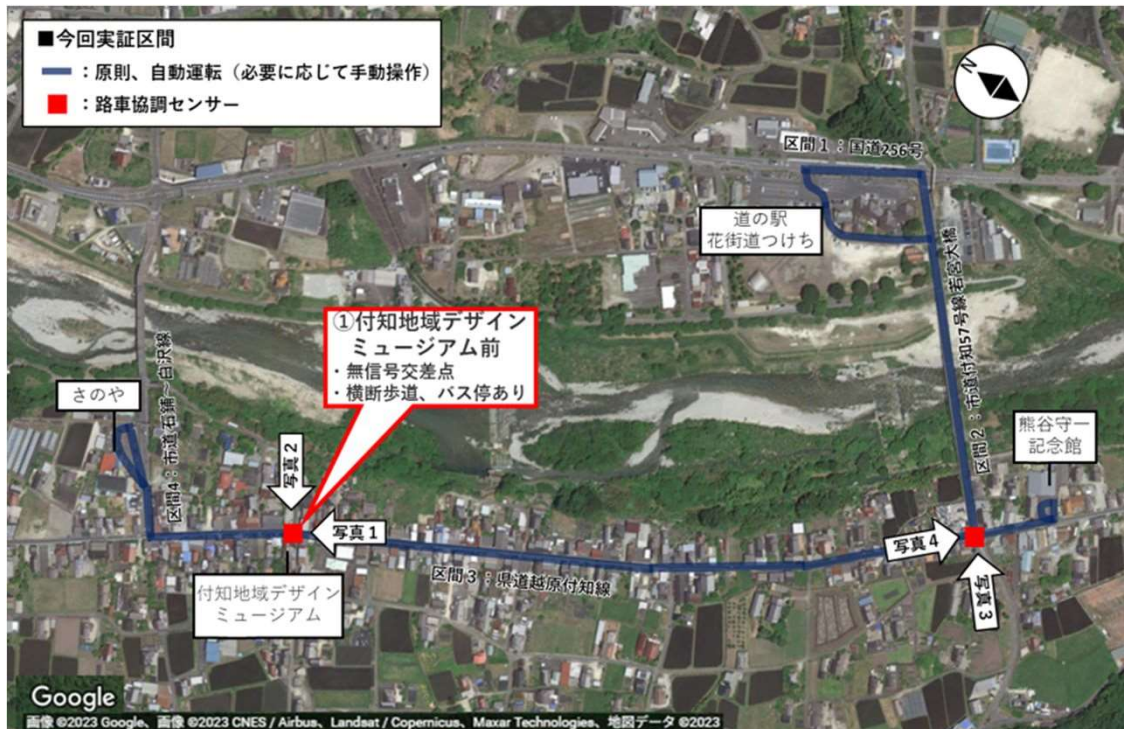 ■今回実証区間
：原則、自動運転（必要に応じて手動操作）
：路車協調センサー
N
区間1：国道256号
道の駅
花街道つけち
区間2：市道付知57号線若宮大橋
①付知地域デザイン
ミュージアム前
・無信号交差点
・横断歩道、バス停あり
さのや
区間4：市道石鋪～白沢線
写真2
熊谷守一
記念館
写真1
写真4
区間3：県道越原付知線
写真3
付知地域デザイン
ミュージアム
Google
画像 ©2023 Google、画像 ©2023 CNES / Airbus、Landsat / Copernicus、Maxar Technologies、地図データ ©2023